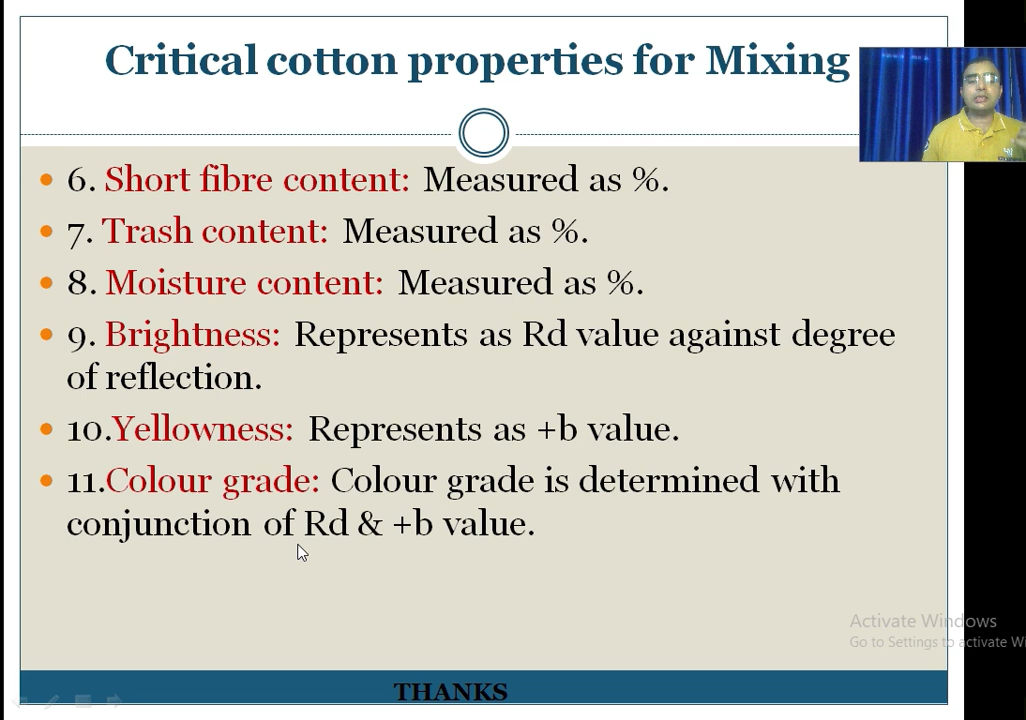 Critical cotton properties for Mixing
• 6. Short fibre content: Measured as %.
• 7. Trash content: Measured as %.
• 8. Moisture content: Measured as %.
• 9. Brightness: Represents as Rd value against degree
of reflection.
• 10.Yellowness: Represents as +b value.
• 11.Colour grade: Colour grade is determined with
conjunction of Rd & +b value.
Activate Windows
Go to Settings to activate Wi
THANKS